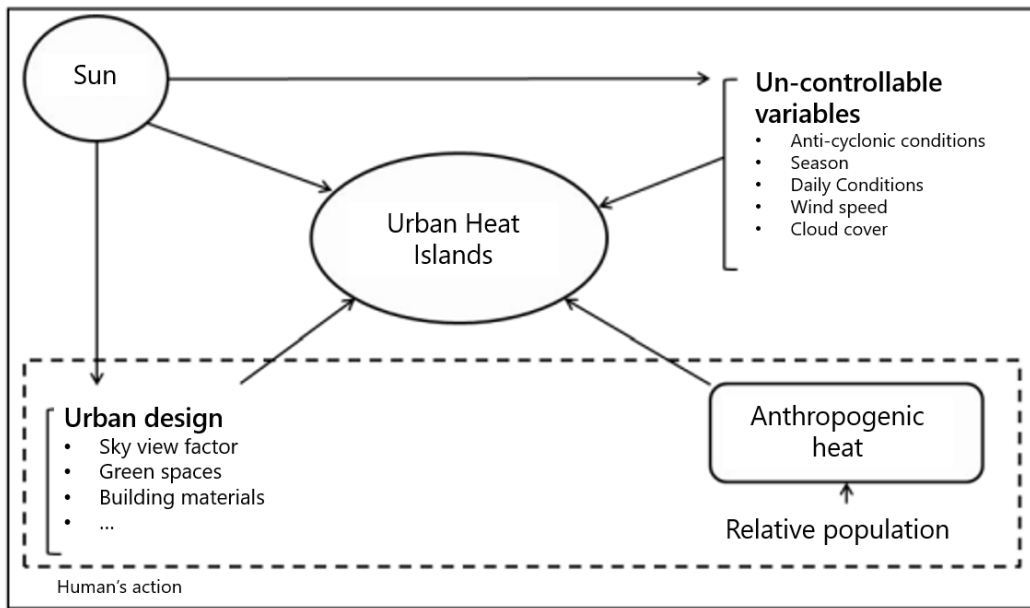 Sun
Un-controllable
variables
• Anti-cyclonic conditions
• Season
• Daily Conditions
• Wind speed
• Cloud cover
Urban Heat
Islands
Urban design
• Sky view factor
• Green spaces
• Building materials
• ...
Anthropogenic
heat
Relative population
Human's action